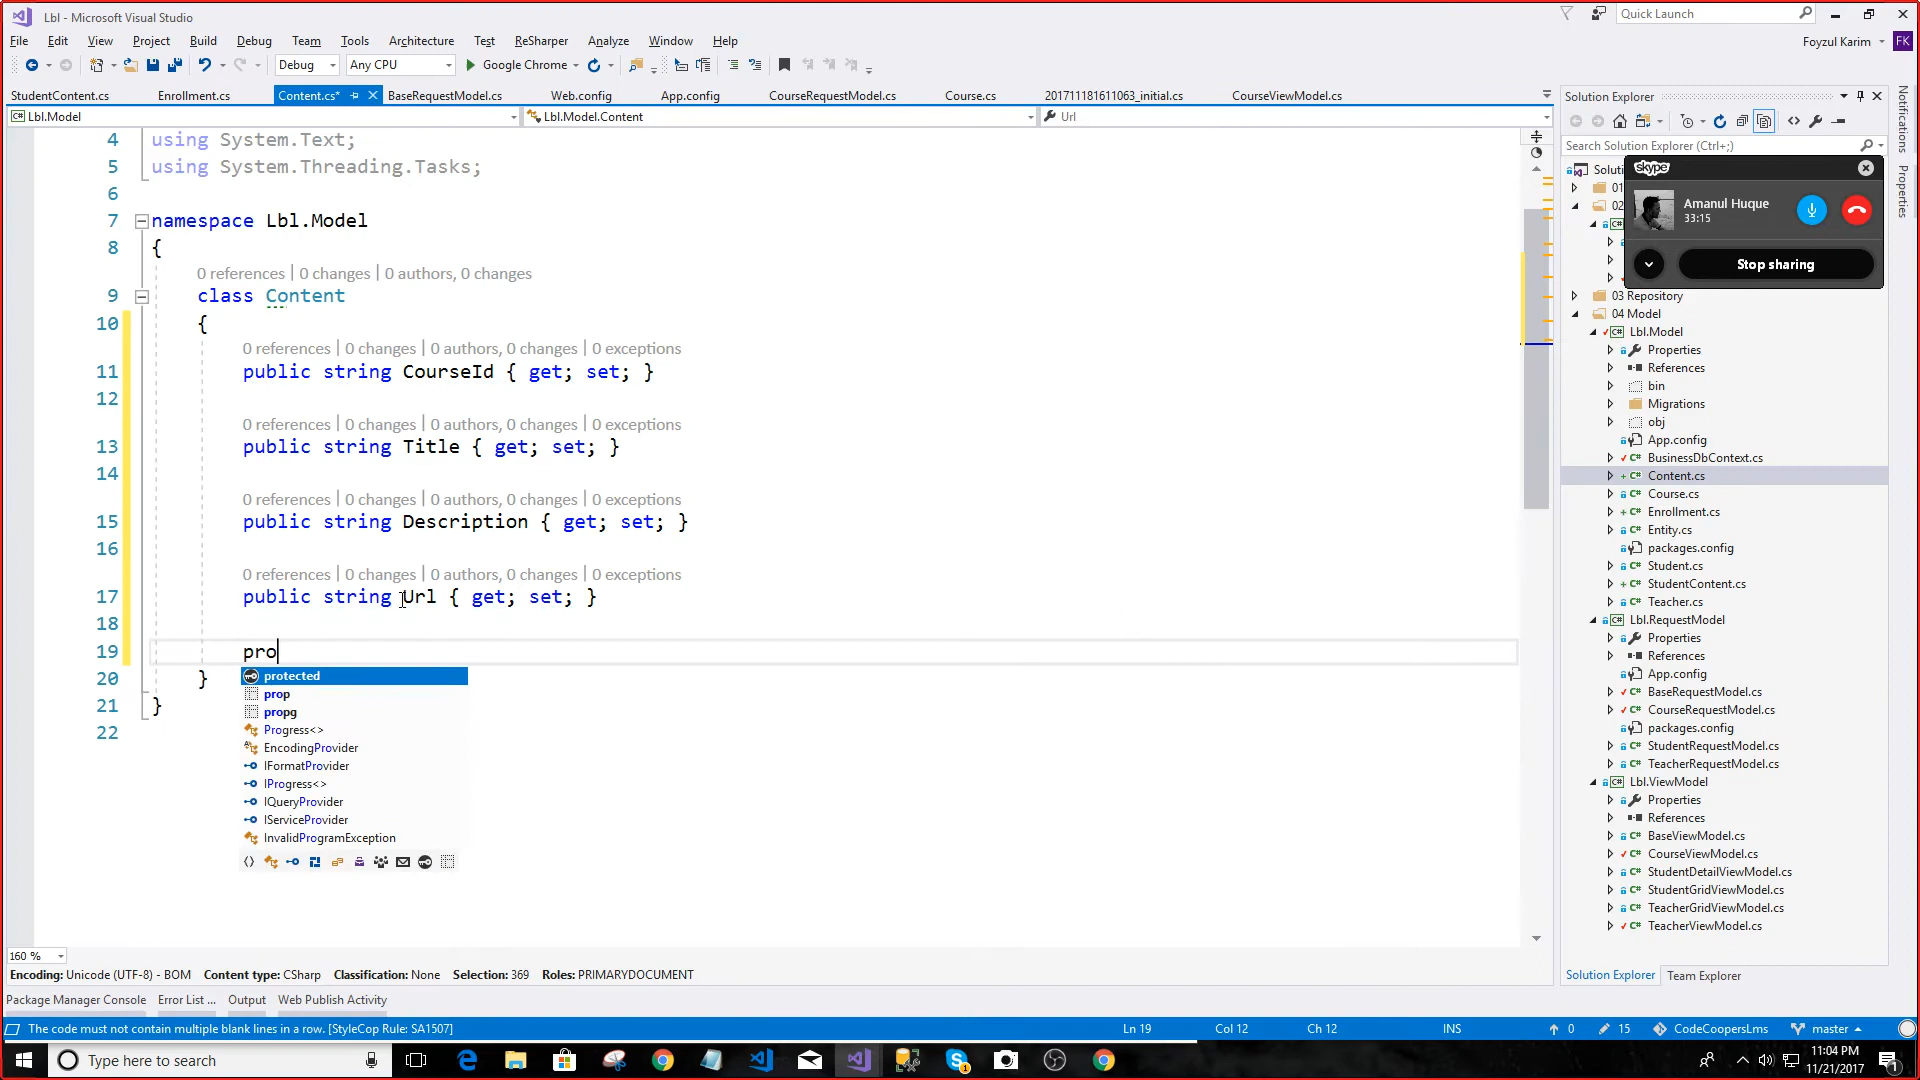 Lbl - Microsoft Visual Studio
Quick Launch
File Edit View Project Build Debug Team Tools Architecture Test ReSharper Analyze Window Help
Foyzul Karim FK
Debug Any CPU Google Chrome
StudentContent.cs Enrollment.cs Content.cs* BaseRequestModel.cs Web.config App.config CourseRequestModel.cs Course.cs 201711181611063_initial.cs CourseViewModel.cs
Lbl.Model Lbl.Model.Content Url
4 using System.Text;
5 using System.Threading.Tasks;
6
7 namespace Lbl.Model
8 {
0 references | 0 changes | 0 authors, 0 changes
9 class Content
10 {
0 references | 0 changes | 0 authors, 0 changes | 0 exceptions
11 public string CourseId { get; set; }
12
0 references | 0 changes | 0 authors, 0 changes | 0 exceptions
13 public string Title { get; set; }
14
0 references | 0 changes | 0 authors, 0 changes | 0 exceptions
15 public string Description { get; set; }
16
0 references | 0 changes | 0 authors, 0 changes | 0 exceptions
17 public string Url { get; set; }
18
19 pro
20 }
21 }
22
protected
prop
propg
Progress<>
EncodingProvider
IFormatProvider
IProgress<>
IQueryProvider
IServiceProvider
InvalidProgramException
160 %
Encoding: Unicode (UTF-8) - BOM Content type: CSharp Classification: None Selection: 369 Roles: PRIMARYDOCUMENT
Package Manager Console Error List ... Output Web Publish Activity
The code must not contain multiple blank lines in a row. [StyleCop Rule: SA1507] Ln 19 Col 12 Ch 12 INS 0 15 CodeCoopersLms master
Solution Explorer
Search Solution Explorer (Ctrl+;)
Soluti
01
02
skype
Amanul Huque
33:15
Stop sharing
03 Repository
04 Model
Lbl.Model
Properties
References
bin
Migrations
obj
App.config
BusinessDbContext.cs
Content.cs
Course.cs
Enrollment.cs
Entity.cs
packages.config
Student.cs
StudentContent.cs
Teacher.cs
Lbl.RequestModel
Properties
References
App.config
BaseRequestModel.cs
CourseRequestModel.cs
packages.config
StudentRequestModel.cs
TeacherRequestModel.cs
Lbl.ViewModel
Properties
References
BaseViewModel.cs
CourseViewModel.cs
StudentDetailViewModel.cs
StudentGridViewModel.cs
TeacherGridViewModel.cs
TeacherViewModel.cs
Solution Explorer Team Explorer
Notifications
Properties
Type here to search
11:04 PM
11/21/2017